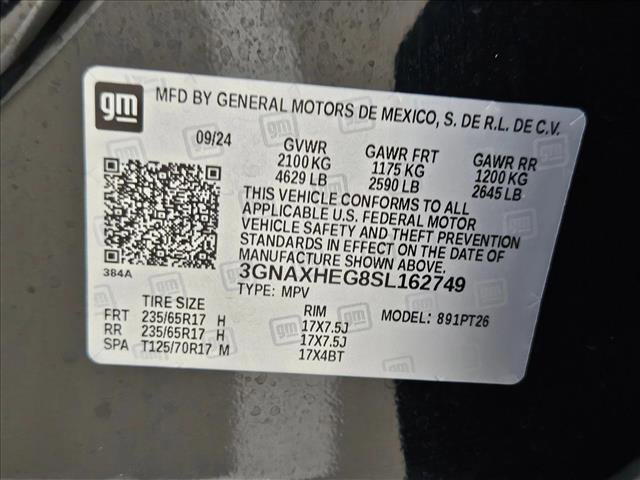 gm
MFD BY GENERAL MOTORS DE MEXICO, S. DE R.L. DE C.V.
09/24 GVWR GAWR FRT GAWR RR
2100 KG 1175 KG 1200 KG
4629 LB 2590 LB 2645 LB
THIS VEHICLE CONFORMS TO ALL
APPLICABLE U.S. FEDERAL MOTOR
VEHICLE SAFETY AND THEFT PREVENTION
STANDARDS IN EFFECT ON THE DATE OF
MANUFACTURE SHOWN ABOVE.
384A 3GNAXHEG8SL162749
TYPE: MPV
TIRE SIZE RIM MODEL: 891PT26
FRT 235/65R17 H 17X7.5J
RR 235/65R17 H 17X7.5J
SPA T125/70R17 M 17X4BT